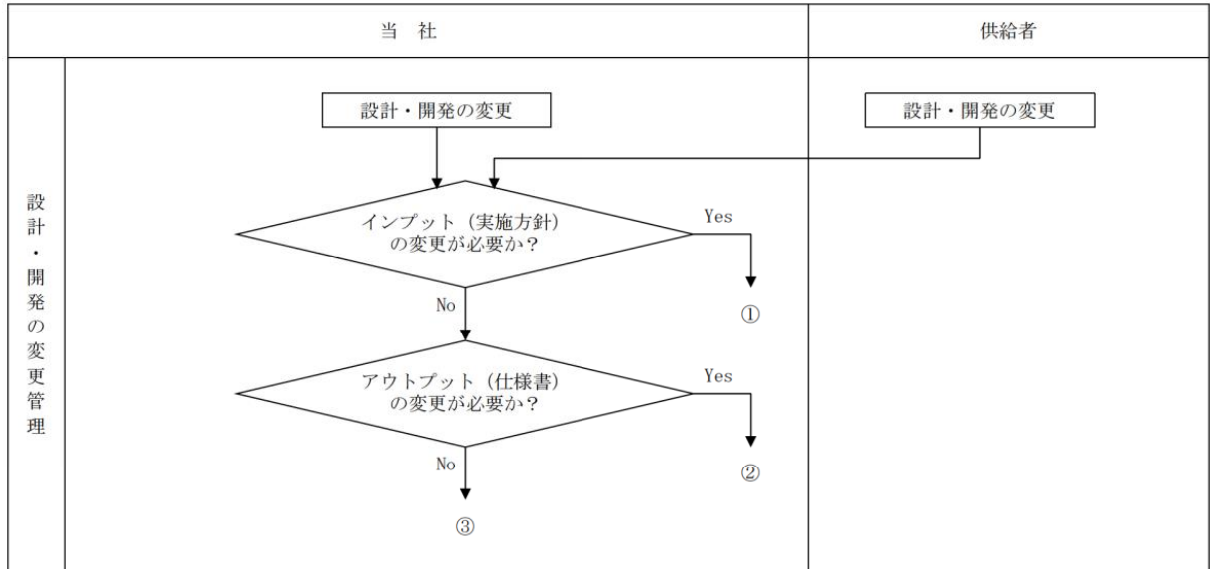 当　社
供給者
設計・開発の変更管理
設計・開発の変更
設計・開発の変更
インプット（実施方針）
の変更が必要か？
Yes
①
No
アウトプット（仕様書）
の変更が必要か？
Yes
②
No
③